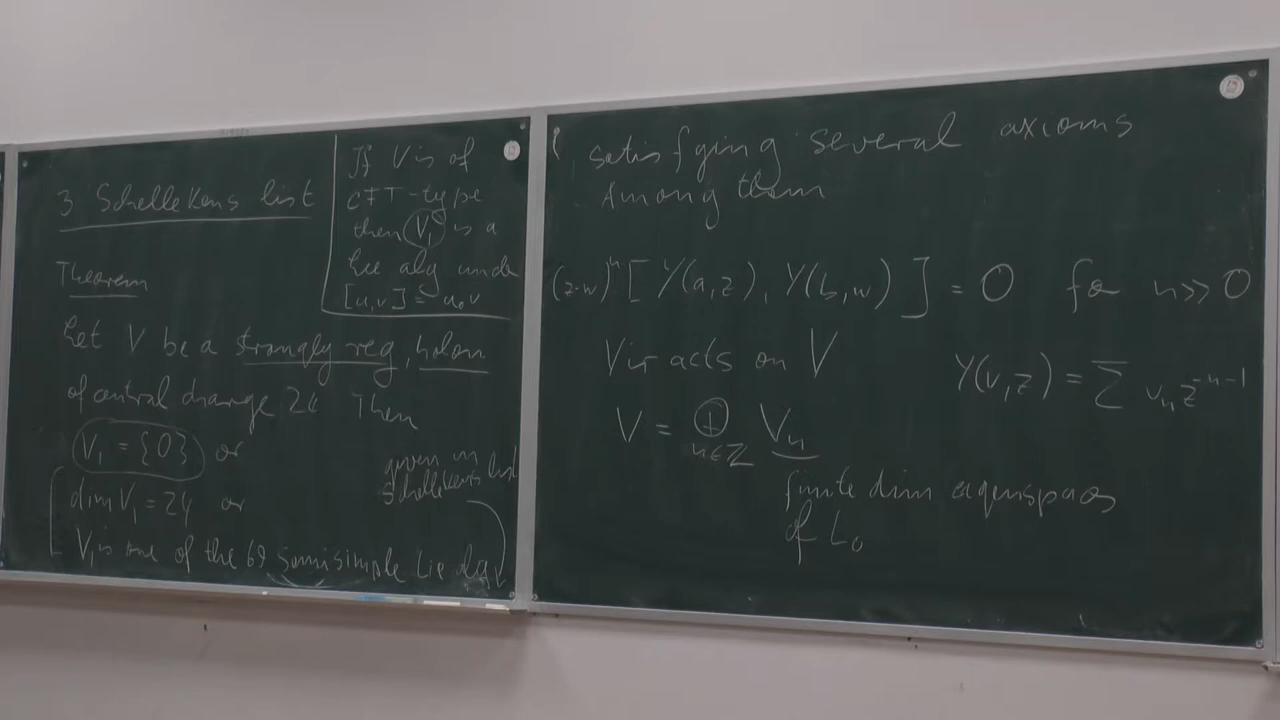 3 Schellekens list
Theorem
Let V be a strongly reg, holom
of central charge 24 Then
V₁ = {0} or
dim V₁ = 24 or
V₁ is one of the 69 semisimple Lie alg
given in
Schellekens list
If V is of
CFT-type
then V₁ is a
Lie alg unde
[u,v] = u₀v
satisfying several axioms
Among them
(z-w)ⁿ [ Y(a,z), Y(b,w) ] = 0 for n>>0
Vir acts on V
Y(v,z) = ∑ vₙ z⁻ⁿ⁻¹
V = ⊕ Vₙ
n∈ℤ
finite dim eigenspaces
of L₀